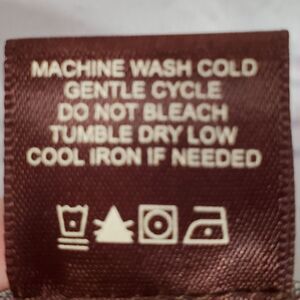 MACHINE WASH COLD
GENTLE CYCLE
DO NOT BLEACH
TUMBLE DRY LOW
COOL IRON IF NEEDED